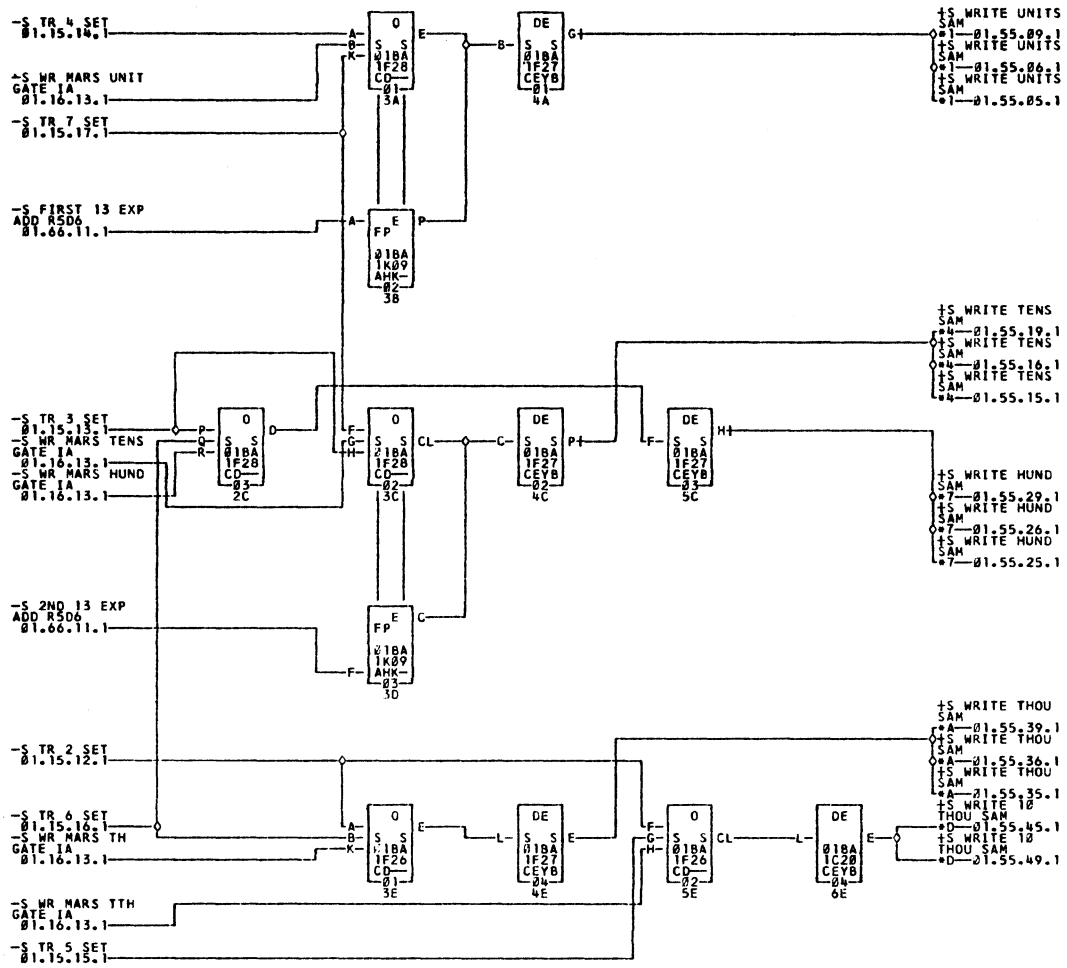 -S TR 4 SET
01.15.14.1
-S WR MARS UNIT
GATE IA
01.16.13.1
-S TR 7 SET
01.15.17.1
-S FIRST 13 EXP
ADD R5D6
01.66.11.1
A
B
K
O
S S
01BA
1F28
CD--
01
3A
E
B
DE
S S
01BA
1F27
CEYB
01
4A
G
+S WRITE UNITS
SAM
*1—01.55.09.1
+S WRITE UNITS
SAM
*1—01.55.06.1
+S WRITE UNITS
SAM
*1—01.55.05.1
A
E
FP
01BA
1K09
AHK-
02
3B
P
-S TR 3 SET
01.15.13.1
-S WR MARS TENS
GATE IA
01.16.13.1
-S WR MARS HUND
GATE IA
01.16.13.1
P
Q
R
O
S S
01BA
1F28
CD--
03
2C
D
F
G
H
O
S S
01BA
1F28
CD--
02
3C
CL
C
DE
S S
01BA
1F27
CEYB
02
4C
P
F
DE
S S
01BA
1F27
CEYB
03
5C
H
+S WRITE TENS
SAM
*4—01.55.19.1
+S WRITE TENS
SAM
*4—01.55.16.1
+S WRITE TENS
SAM
*4—01.55.15.1
+S WRITE HUND
SAM
*7—01.55.29.1
+S WRITE HUND
SAM
*7—01.55.26.1
+S WRITE HUND
SAM
*7—01.55.25.1
-S 2ND 13 EXP
ADD R5D6
01.66.11.1
F
E
FP
01BA
1K09
AHK-
03
3D
C
-S TR 2 SET
01.15.12.1
-S TR 6 SET
01.15.16.1
-S WR MARS TH
GATE IA
01.16.13.1
-S WR MARS TTH
GATE IA
01.16.13.1
-S TR 5 SET
01.15.15.1
A
B
K
O
S S
01BA
1F26
CD--
01
3E
E
L
DE
S S
01BA
1F27
CEYB
04
4E
E
F
G
H
O
S S
01BA
1F26
CD--
02
5E
CL
L
DE
01BA
1C20
CEYB
04
6E
E
+S WRITE THOU
SAM
*A—01.55.39.1
+S WRITE THOU
SAM
*A—01.55.36.1
+S WRITE THOU
SAM
*A—01.55.35.1
+S WRITE 10
THOU SAM
*D—01.55.45.1
+S WRITE 10
THOU SAM
*D—01.55.49.1